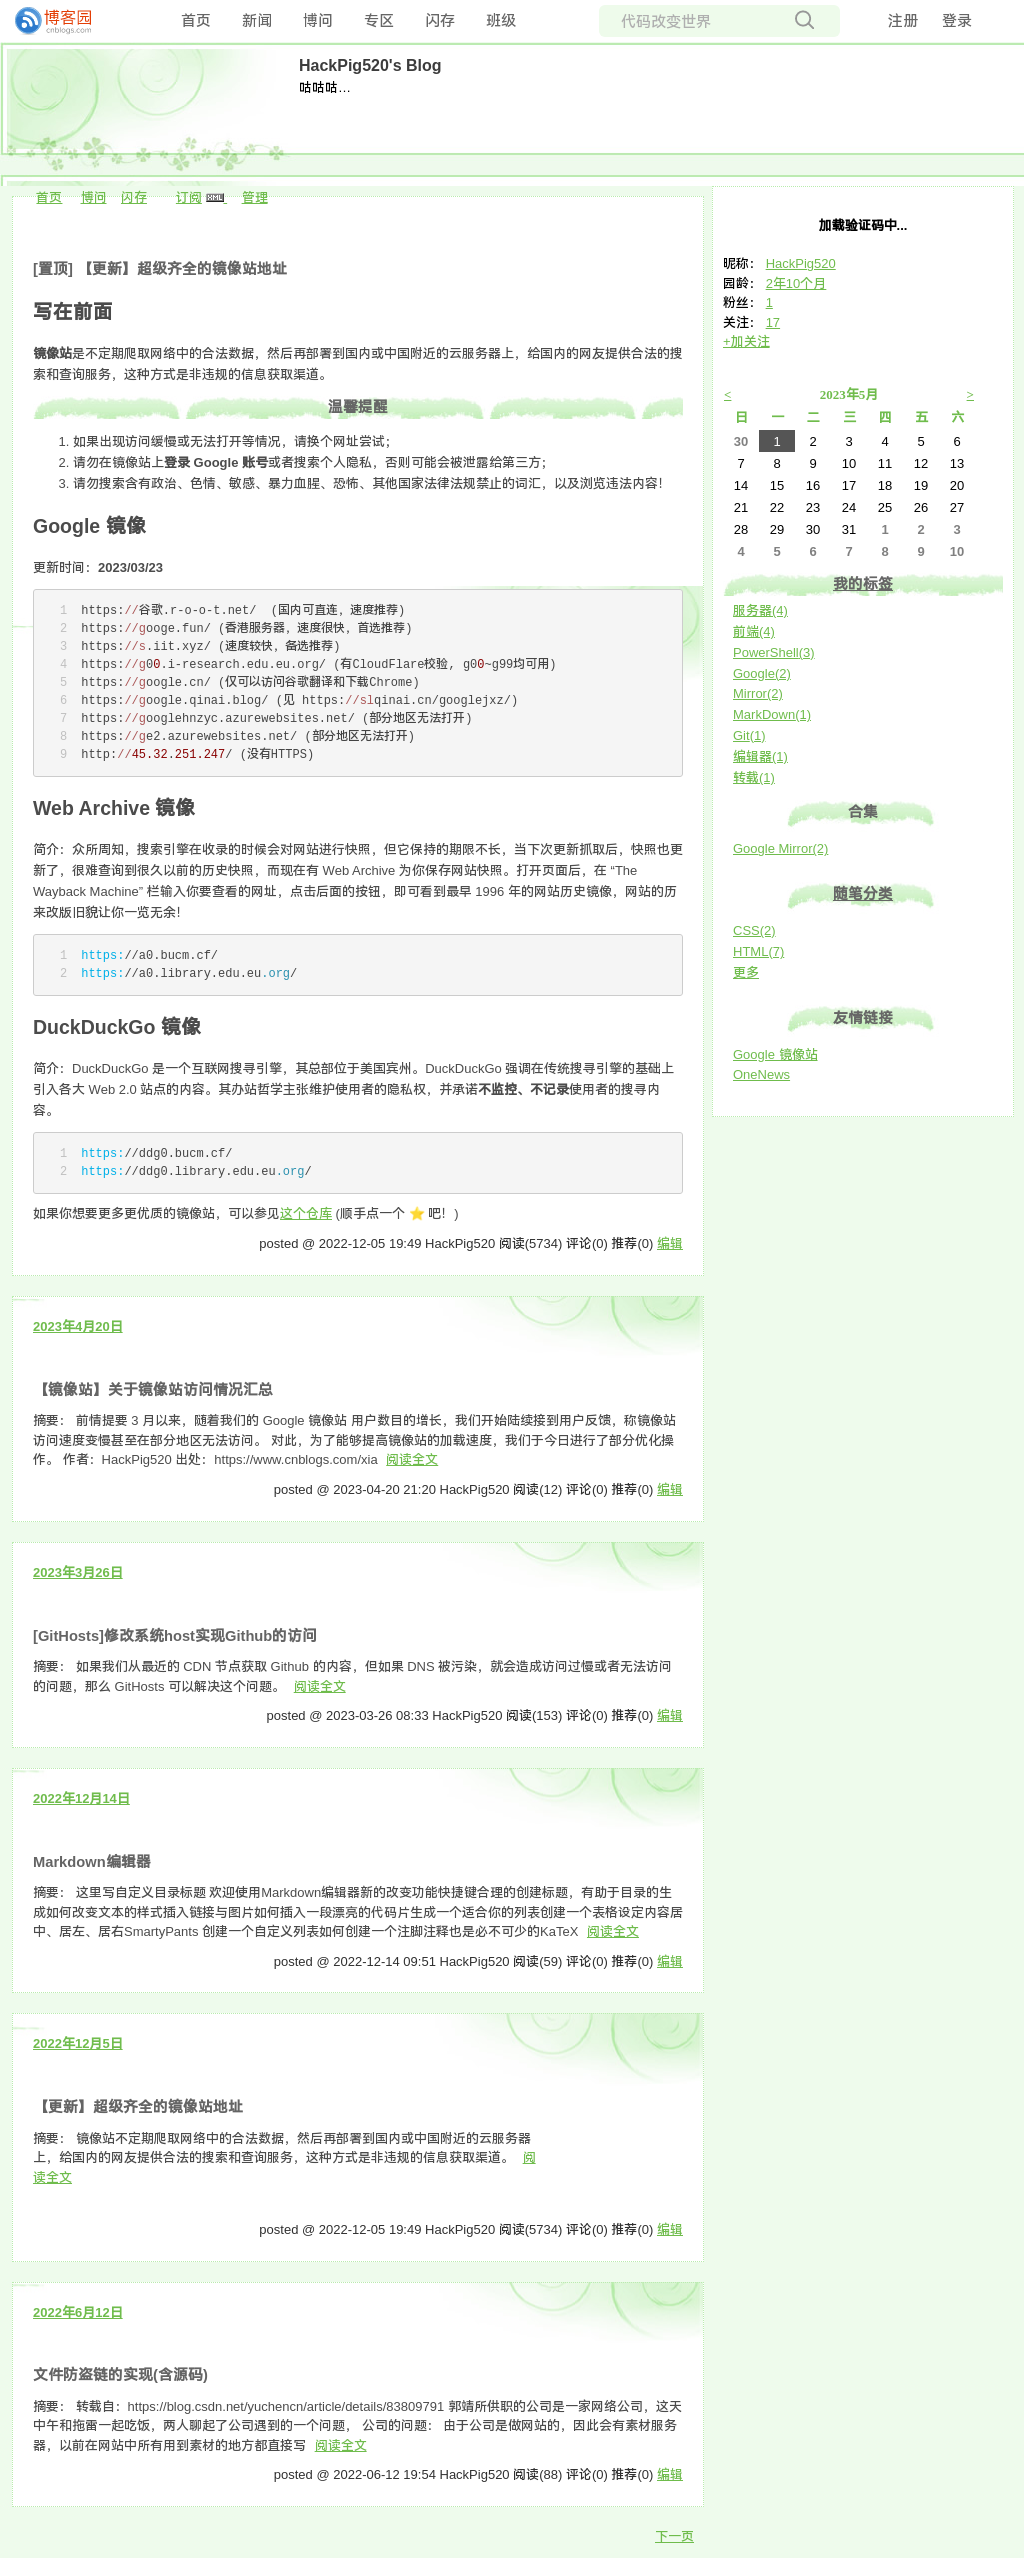 博客园 cnblogs.com 首页 新闻 博问 专区 闪存 班级 代码改变世界 注册 登录
HackPig520's Blog
咕咕咕...
首页 博问 闪存 订阅 XML 管理
[置顶] 【更新】超级齐全的镜像站地址
写在前面
镜像站是不定期爬取网络中的合法数据，然后再部署到国内或中国附近的云服务器上，给国内的网友提供合法的搜
索和查询服务，这种方式是非违规的信息获取渠道。
温馨提醒
1. 如果出现访问缓慢或无法打开等情况，请换个网址尝试；
2. 请勿在镜像站上登录 Google 账号或者搜索个人隐私，否则可能会被泄露给第三方；
3. 请勿搜索含有政治、色情、敏感、暴力血腥、恐怖、其他国家法律法规禁止的词汇，以及浏览违法内容！
Google 镜像
更新时间：2023/03/23
1 https://谷歌.r-o-o-t.net/ (国内可直连，速度推荐)
2 https://googe.fun/ (香港服务器，速度很快，首选推荐)
3 https://s.iit.xyz/ (速度较快，备选推荐)
4 https://g00.i-research.edu.eu.org/ (有CloudFlare校验, g00~g99均可用)
5 https://google.cn/ (仅可以访问谷歌翻译和下载Chrome)
6 https://google.qinai.blog/ (见 https://slqinai.cn/googlejxz/)
7 https://googlehnzyc.azurewebsites.net/ (部分地区无法打开)
8 https://ge2.azurewebsites.net/ (部分地区无法打开)
9 http://45.32.251.247/ (没有HTTPS)
Web Archive 镜像
简介：众所周知，搜索引擎在收录的时候会对网站进行快照，但它保持的期限不长，当下次更新抓取后，快照也更
新了，很难查询到很久以前的历史快照，而现在有 Web Archive 为你保存网站快照。打开页面后，在 “The
Wayback Machine” 栏输入你要查看的网址，点击后面的按钮，即可看到最早 1996 年的网站历史镜像，网站的历
来改版旧貌让你一览无余！
1 https://a0.bucm.cf/
2 https://a0.library.edu.eu.org/
DuckDuckGo 镜像
简介：DuckDuckGo 是一个互联网搜寻引擎，其总部位于美国宾州。DuckDuckGo 强调在传统搜寻引擎的基础上
引入各大 Web 2.0 站点的内容。其办站哲学主张维护使用者的隐私权，并承诺不监控、不记录使用者的搜寻内
容。
1 https://ddg0.bucm.cf/
2 https://ddg0.library.edu.eu.org/
如果你想要更多更优质的镜像站，可以参见这个仓库 (顺手点一个 ⭐ 吧！)
posted @ 2022-12-05 19:49 HackPig520 阅读(5734) 评论(0) 推荐(0) 编辑
2023年4月20日
【镜像站】关于镜像站访问情况汇总
摘要： 前情提要 3 月以来，随着我们的 Google 镜像站 用户数目的增长，我们开始陆续接到用户反馈，称镜像站
访问速度变慢甚至在部分地区无法访问。 对此，为了能够提高镜像站的加载速度，我们于今日进行了部分优化操
作。 作者：HackPig520 出处：https://www.cnblogs.com/xia 阅读全文
posted @ 2023-04-20 21:20 HackPig520 阅读(12) 评论(0) 推荐(0) 编辑
2023年3月26日
[GitHosts]修改系统host实现Github的访问
摘要： 如果我们从最近的 CDN 节点获取 Github 的内容，但如果 DNS 被污染，就会造成访问过慢或者无法访问
的问题，那么 GitHosts 可以解决这个问题。 阅读全文
posted @ 2023-03-26 08:33 HackPig520 阅读(153) 评论(0) 推荐(0) 编辑
2022年12月14日
Markdown编辑器
摘要： 这里写自定义目录标题 欢迎使用Markdown编辑器新的改变功能快捷键合理的创建标题，有助于目录的生
成如何改变文本的样式插入链接与图片如何插入一段漂亮的代码片生成一个适合你的列表创建一个表格设定内容居
中、居左、居右SmartyPants 创建一个自定义列表如何创建一个注脚注释也是必不可少的KaTeX 阅读全文
posted @ 2022-12-14 09:51 HackPig520 阅读(59) 评论(0) 推荐(0) 编辑
2022年12月5日
【更新】超级齐全的镜像站地址
摘要： 镜像站不定期爬取网络中的合法数据，然后再部署到国内或中国附近的云服务器
上，给国内的网友提供合法的搜索和查询服务，这种方式是非违规的信息获取渠道。 阅
读全文
posted @ 2022-12-05 19:49 HackPig520 阅读(5734) 评论(0) 推荐(0) 编辑
2022年6月12日
文件防盗链的实现(含源码)
摘要： 转载自：https://blog.csdn.net/yuchencn/article/details/83809791 郭靖所供职的公司是一家网络公司，这天
中午和拖雷一起吃饭，两人聊起了公司遇到的一个问题， 公司的问题： 由于公司是做网站的，因此会有素材服务
器，以前在网站中所有用到素材的地方都直接写 阅读全文
posted @ 2022-06-12 19:54 HackPig520 阅读(88) 评论(0) 推荐(0) 编辑
下一页
加载验证码中...
昵称： HackPig520
园龄： 2年10个月
粉丝： 1
关注： 17
+加关注
< 2023年5月 >
日 一 二 三 四 五 六
30 1 2 3 4 5 6
7 8 9 10 11 12 13
14 15 16 17 18 19 20
21 22 23 24 25 26 27
28 29 30 31 1 2 3
4 5 6 7 8 9 10
我的标签
服务器(4)
前端(4)
PowerShell(3)
Google(2)
Mirror(2)
MarkDown(1)
Git(1)
编辑器(1)
转载(1)
合集
Google Mirror(2)
随笔分类
CSS(2)
HTML(7)
更多
友情链接
Google 镜像站
OneNews